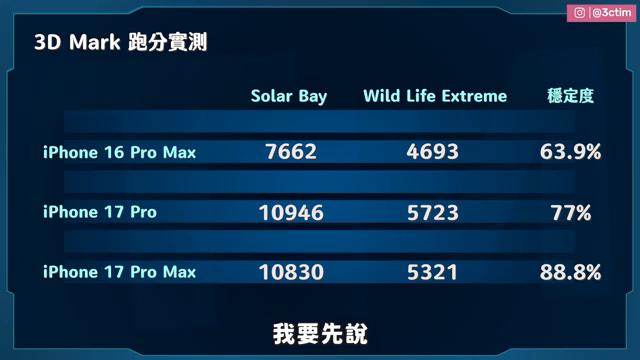 @3ctim
3D Mark 跑分實測
Solar Bay Wild Life Extreme 穩定度
iPhone 16 Pro Max 7662 4693 63.9%
iPhone 17 Pro 10946 5723 77%
iPhone 17 Pro Max 10830 5321 88.8%
我要先說